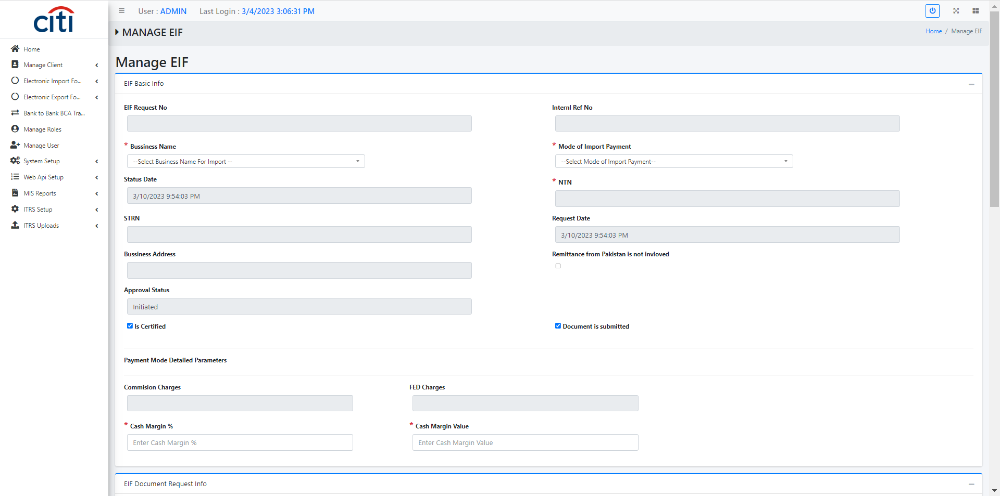 citi
User : ADMIN Last Login : 3/4/2023 3:06:31 PM
MANAGE EIF
Home / Manage EIF
Home
Manage Client
Electronic Import Fo...
Electronic Export Fo...
Bank to Bank BCA Tra...
Manage Roles
Manage User
System Setup
Web Api Setup
MIS Reports
ITRS Setup
ITRS Uploads
Manage EIF
EIF Basic Info
EIF Request No
Internl Ref No
* Bussiness Name
* Mode of Import Payment
--Select Business Name For Import --
--Select Mode of Import Payment--
Status Date
* NTN
3/10/2023 9:54:03 PM
STRN
Request Date
3/10/2023 9:54:03 PM
Bussiness Address
Remittance from Pakistan is not invloved
Approval Status
Initiated
Is Certified
Document is submitted
Payment Mode Detailed Parameters
Commision Charges
FED Charges
* Cash Margin %
* Cash Margin Value
Enter Cash Margin %
Enter Cash Margin Value
EIF Document Request Info